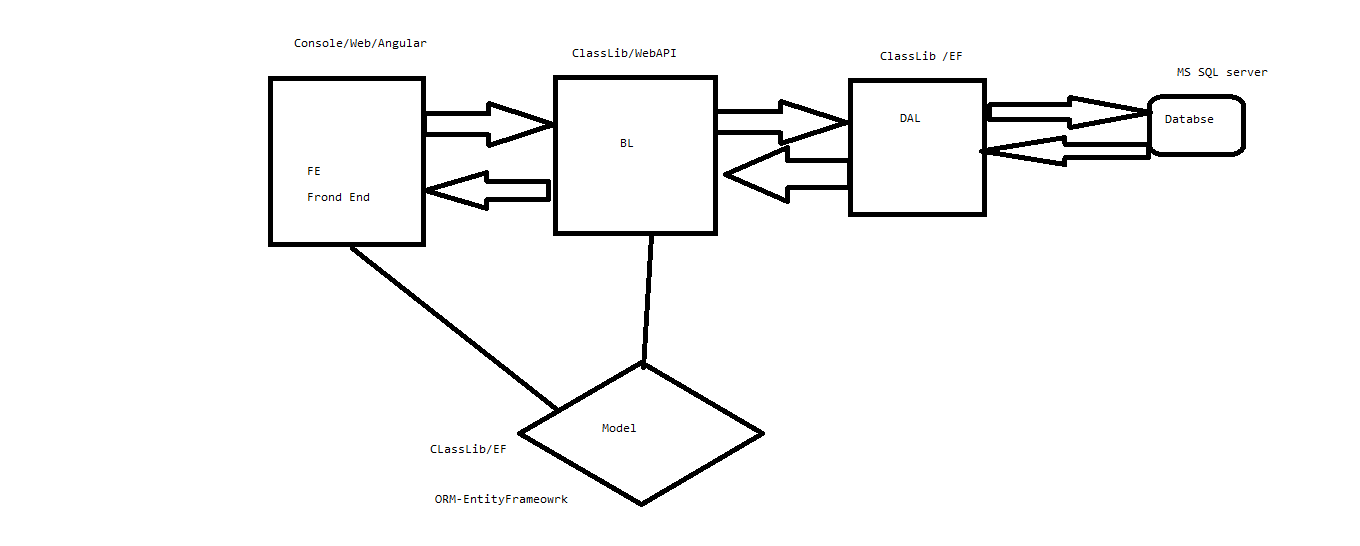 Console/Web/Angular
ClassLib/WebAPI
ClassLib /EF
MS SQL server
FE
Frond End
BL
DAL
Databse
Model
CLassLib/EF
ORM-EntityFrameowrk